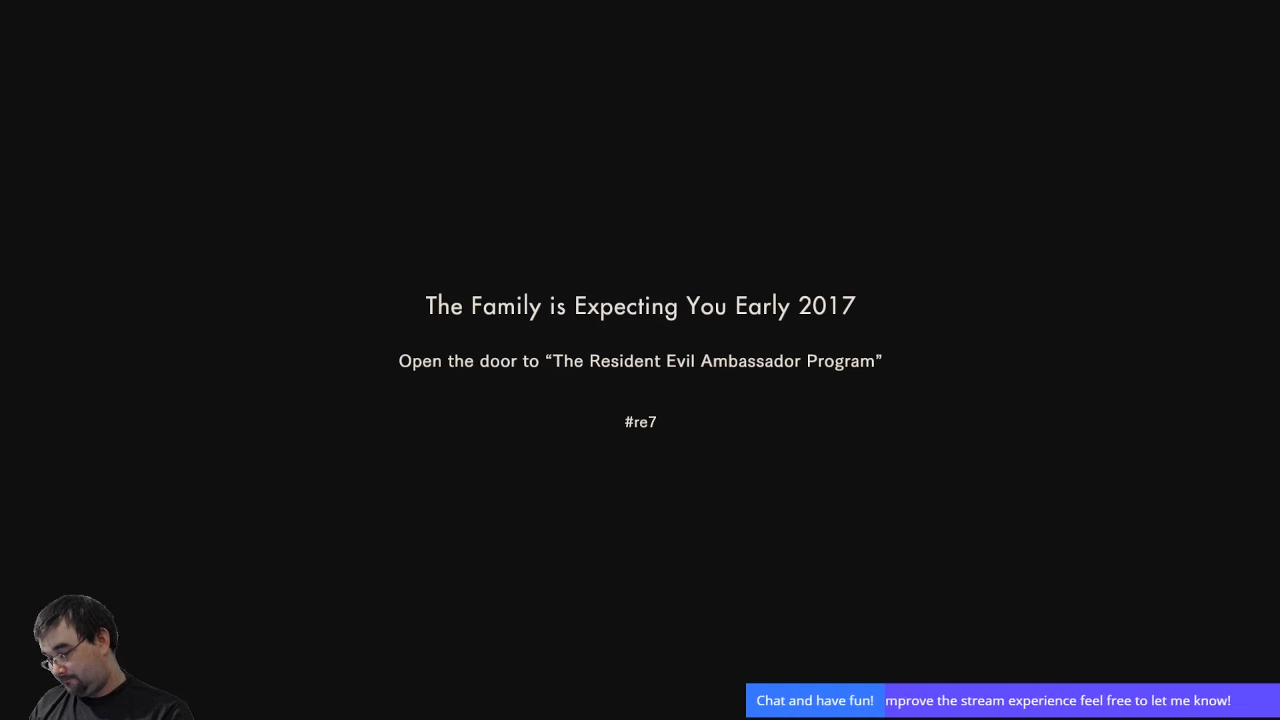 The Family is Expecting You Early 2017
Open the door to “The Resident Evil Ambassador Program”
#re7
Chat and have fun! mprove the stream experience feel free to let me know!